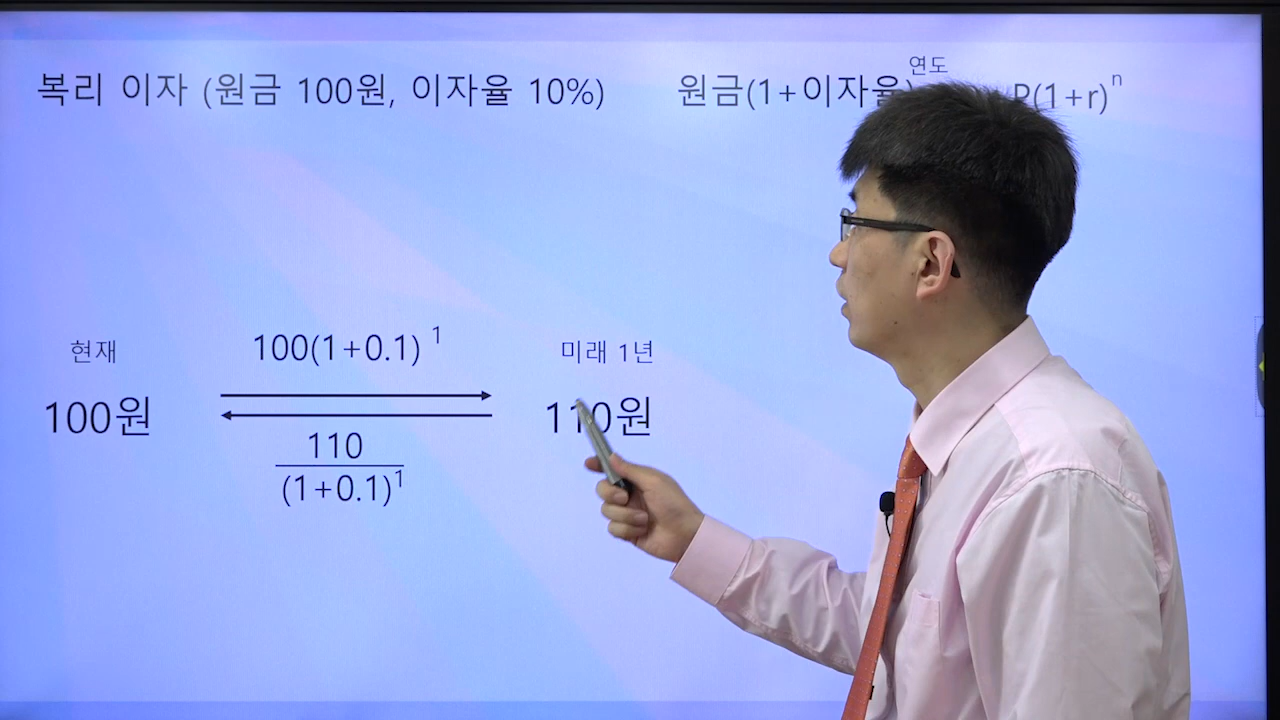 복리 이자 (원금 100원, 이자율 10%)
원금(1+이자율)^연도
P(1+r)^n
현재
100(1+0.1)^1
미래 1년
100원
110원
110
(1+0.1)^1